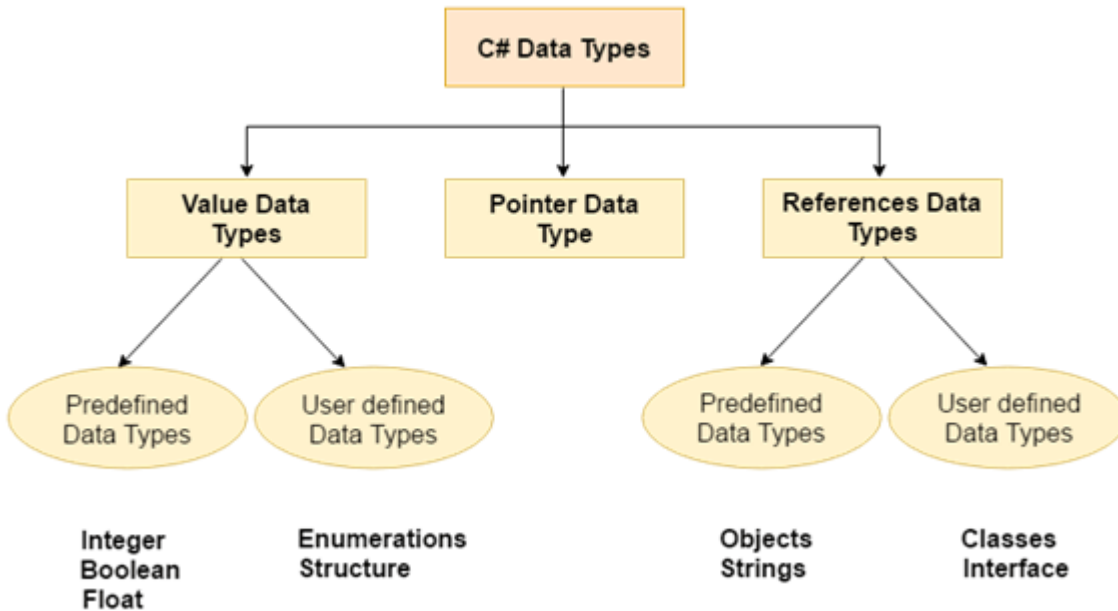 C# Data Types
Value Data
Types
Pointer Data
Type
References Data
Types
Predefined
Data Types
User defined
Data Types
Predefined
Data Types
User defined
Data Types
Integer
Boolean
Float
Enumerations
Structure
Objects
Strings
Classes
Interface